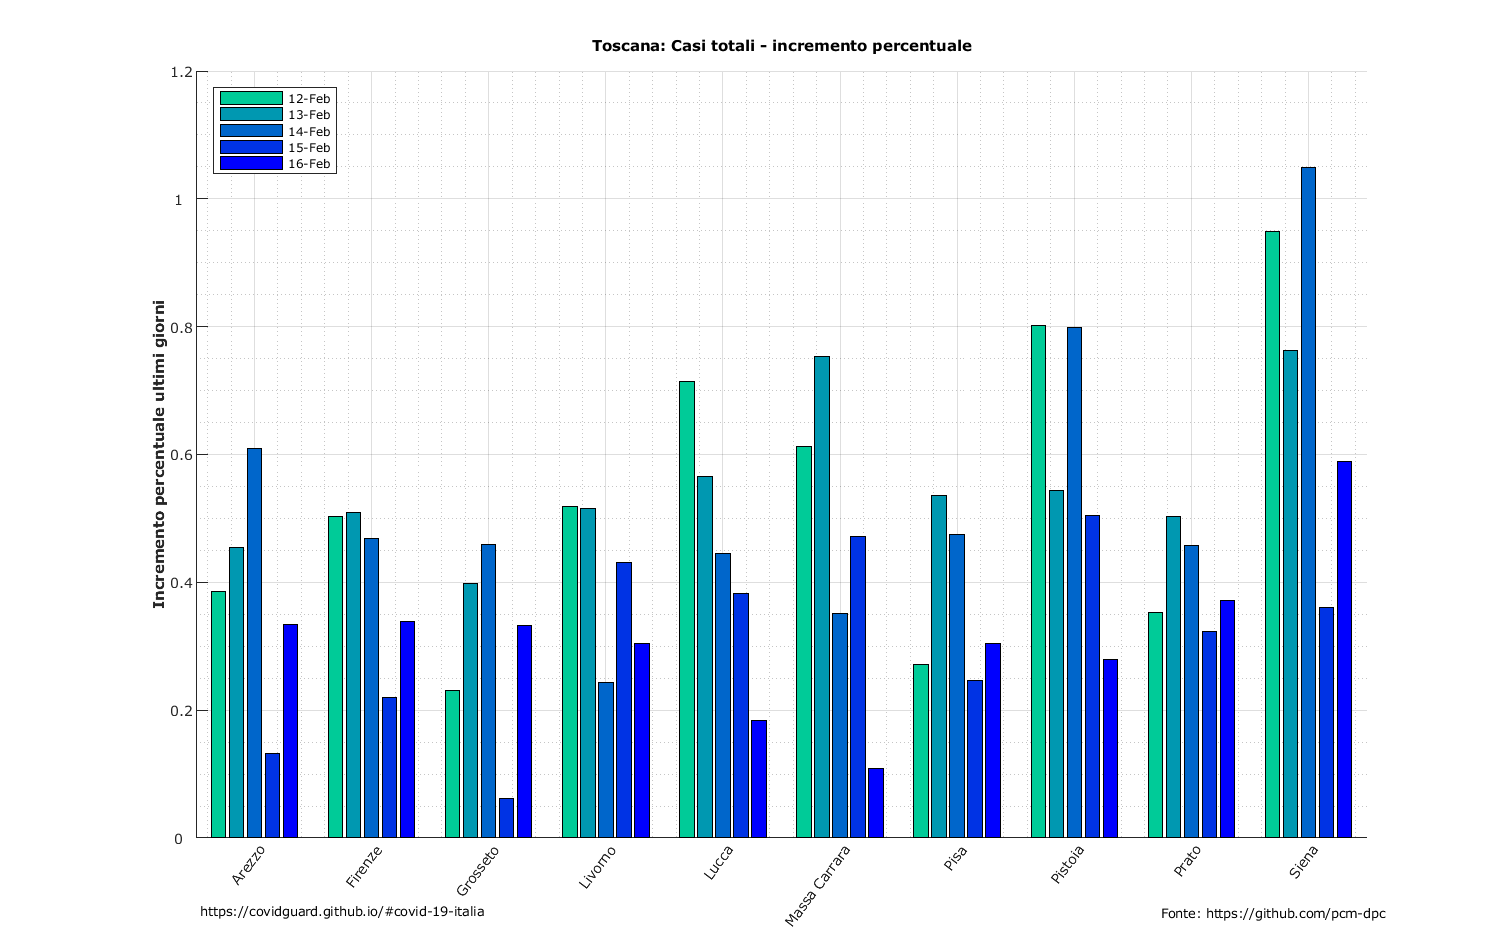 Toscana: Casi totali - incremento percentuale
Incremento percentuale ultimi giorni
1.2
1
0.8
0.6
0.4
0.2
0
12-Feb
13-Feb
14-Feb
15-Feb
16-Feb
Arezzo
Firenze
Grosseto
Livorno
Lucca
Massa Carrara
Pisa
Pistoia
Prato
Siena
https://covidguard.github.io/#covid-19-italia
Fonte: https://github.com/pcm-dpc